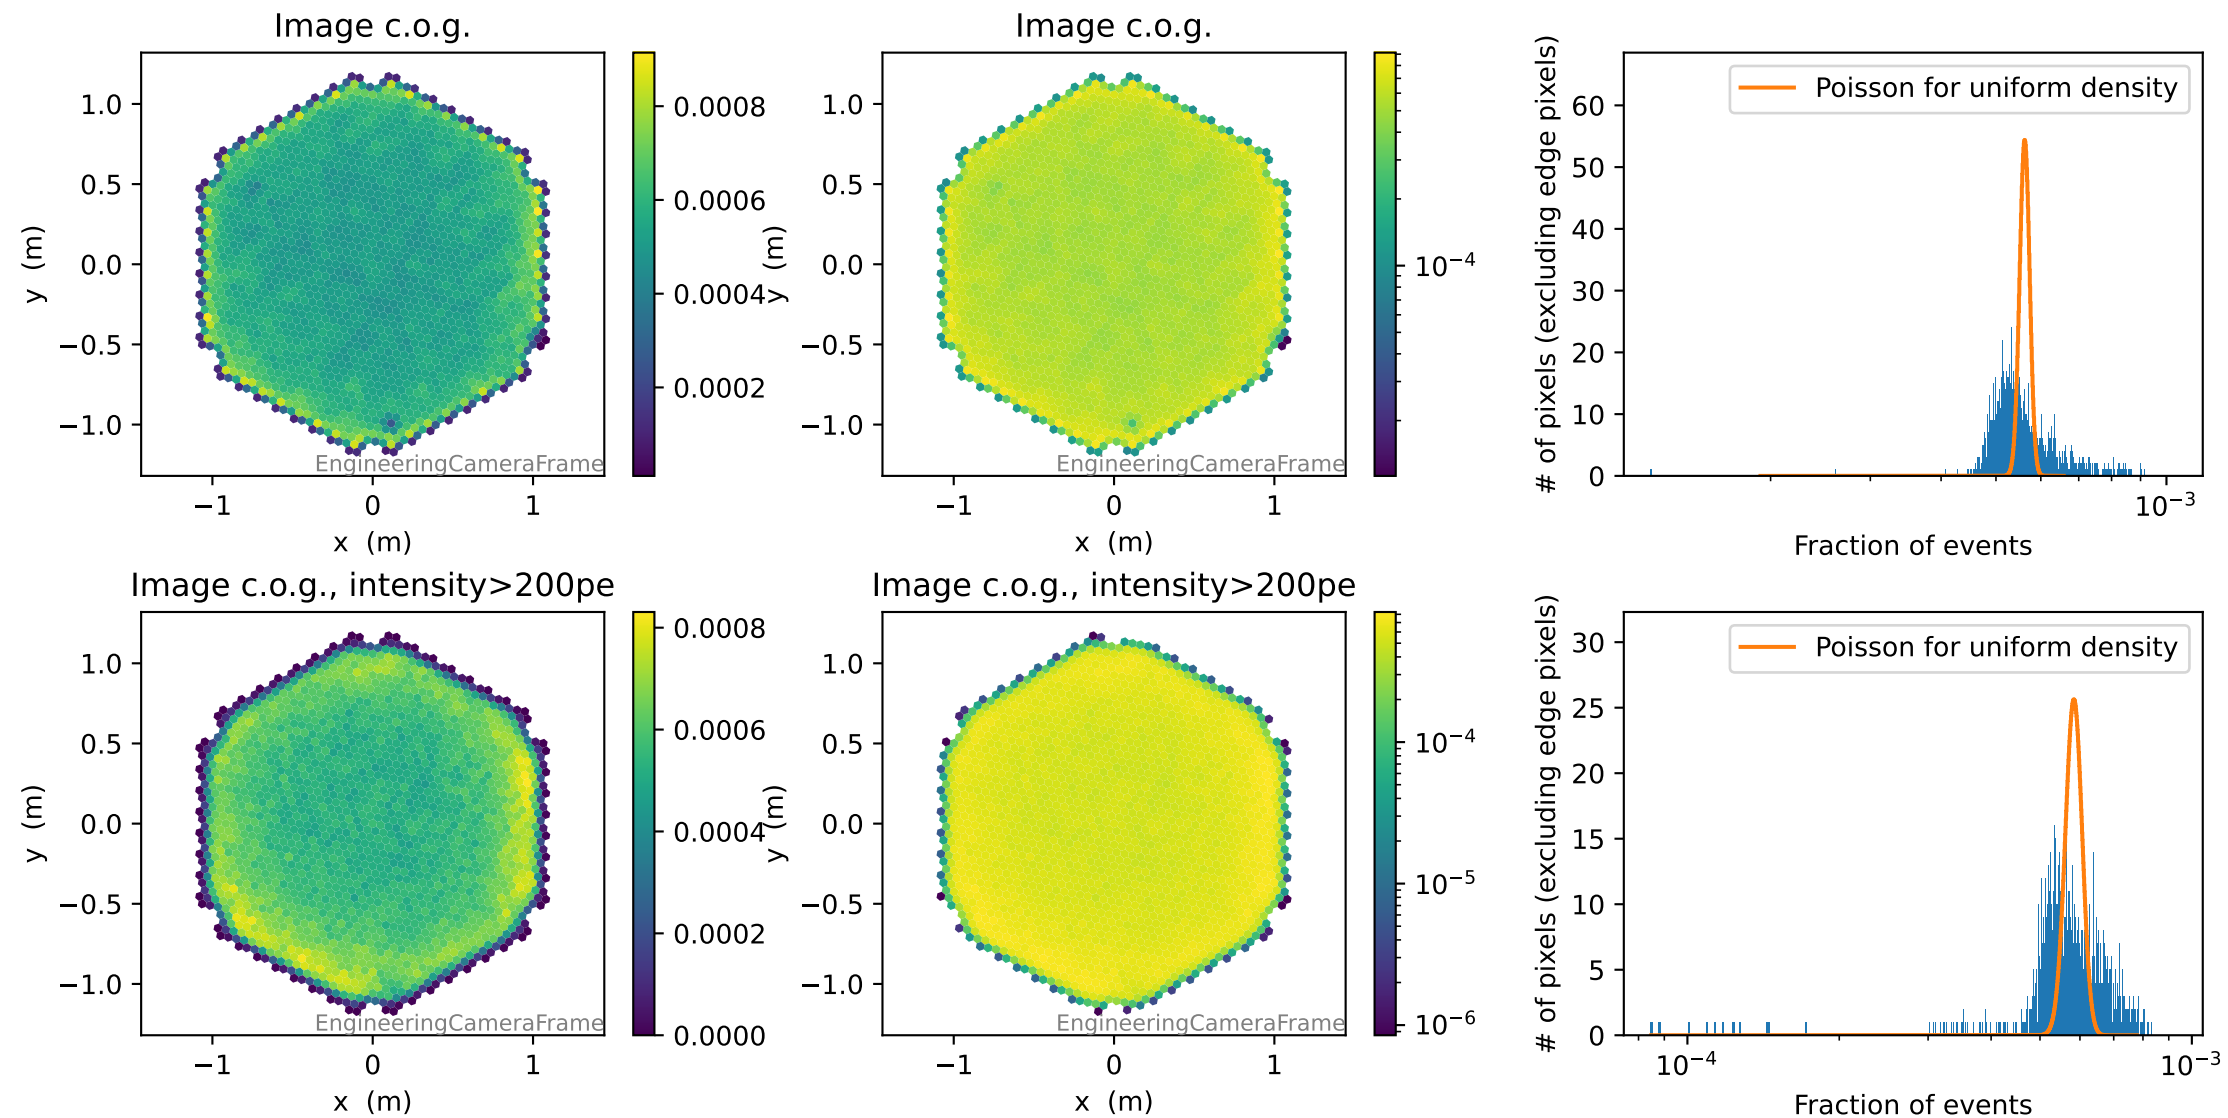 Image c.o.g.
y (m)
1.0
0.5
0.0
−0.5
−1.0
EngineeringCameraFrame
−1 0 1
x (m)
0.0008
0.0006
0.0004
0.0002
Image c.o.g.
y (m)
1.0
0.5
0.0
−0.5
−1.0
EngineeringCameraFrame
−1 0 1
x (m)
10⁻⁴
# of pixels (excluding edge pixels)
60
50
40
30
20
10
0
Poisson for uniform density
10⁻³
Fraction of events
Image c.o.g., intensity>200pe
y (m)
1.0
0.5
0.0
−0.5
−1.0
EngineeringCameraFrame
−1 0 1
x (m)
0.0008
0.0006
0.0004
0.0002
0.0000
Image c.o.g., intensity>200pe
y (m)
1.0
0.5
0.0
−0.5
−1.0
EngineeringCameraFrame
−1 0 1
x (m)
10⁻⁴
10⁻⁵
10⁻⁶
# of pixels (excluding edge pixels)
30
25
20
15
10
5
0
Poisson for uniform density
10⁻⁴ 10⁻³
Fraction of events